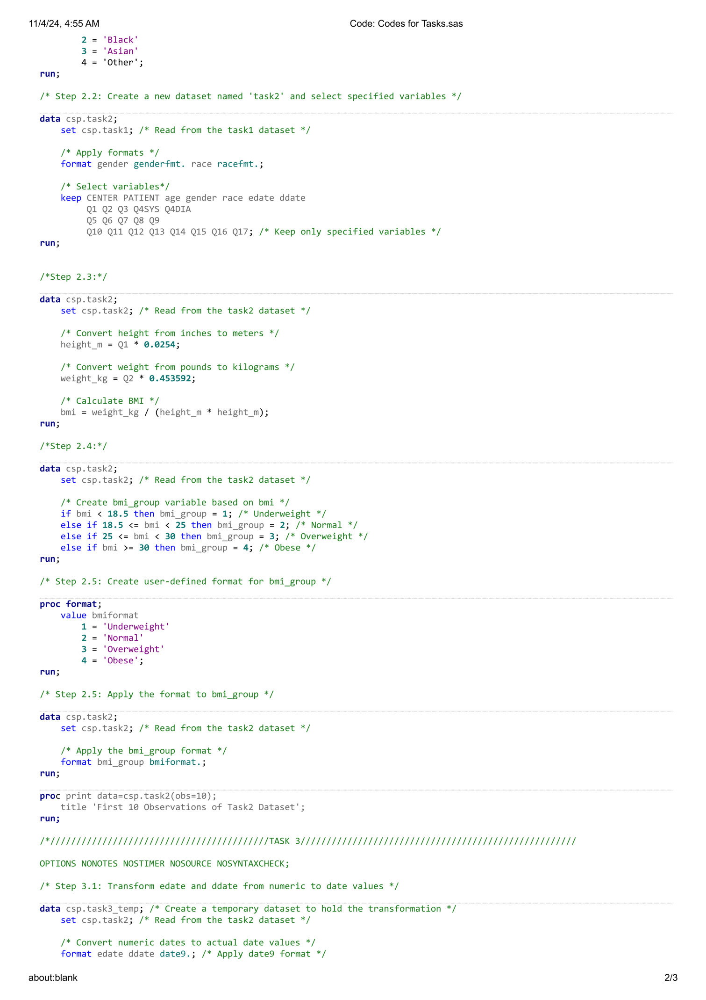 11/4/24, 4:55 AM Code: Codes for Tasks.sas
2 = 'Black'
3 = 'Asian'
4 = 'Other';
run;
/* Step 2.2: Create a new dataset named 'task2' and select specified variables */
data csp.task2;
set csp.task1; /* Read from the task1 dataset */
/* Apply formats */
format gender genderfmt. race racefmt.;
/* Select variables*/
keep CENTER PATIENT age gender race edate ddate
Q1 Q2 Q3 Q4SYS Q4DIA
Q5 Q6 Q7 Q8 Q9
Q10 Q11 Q12 Q13 Q14 Q15 Q16 Q17; /* Keep only specified variables */
run;
/*Step 2.3:*/
data csp.task2;
set csp.task2; /* Read from the task2 dataset */
/* Convert height from inches to meters */
height_m = Q1 * 0.0254;
/* Convert weight from pounds to kilograms */
weight_kg = Q2 * 0.453592;
/* Calculate BMI */
bmi = weight_kg / (height_m * height_m);
run;
/*Step 2.4:*/
data csp.task2;
set csp.task2; /* Read from the task2 dataset */
/* Create bmi_group variable based on bmi */
if bmi < 18.5 then bmi_group = 1; /* Underweight */
else if 18.5 <= bmi < 25 then bmi_group = 2; /* Normal */
else if 25 <= bmi < 30 then bmi_group = 3; /* Overweight */
else if bmi >= 30 then bmi_group = 4; /* Obese */
run;
/* Step 2.5: Create user-defined format for bmi_group */
proc format;
value bmiformat
1 = 'Underweight'
2 = 'Normal'
3 = 'Overweight'
4 = 'Obese';
run;
/* Step 2.5: Apply the format to bmi_group */
data csp.task2;
set csp.task2; /* Read from the task2 dataset */
/* Apply the bmi_group format */
format bmi_group bmiformat.;
run;
proc print data=csp.task2(obs=10);
title 'First 10 Observations of Task2 Dataset';
run;
/*//////////////////////////////////////////TASK 3/////////////////////////////////////////////////////
OPTIONS NONOTES NOSTIMER NOSOURCE NOSYNTAXCHECK;
/* Step 3.1: Transform edate and ddate from numeric to date values */
data csp.task3_temp; /* Create a temporary dataset to hold the transformation */
set csp.task2; /* Read from the task2 dataset */
/* Convert numeric dates to actual date values */
format edate ddate date9.; /* Apply date9 format */
about:blank 2/3